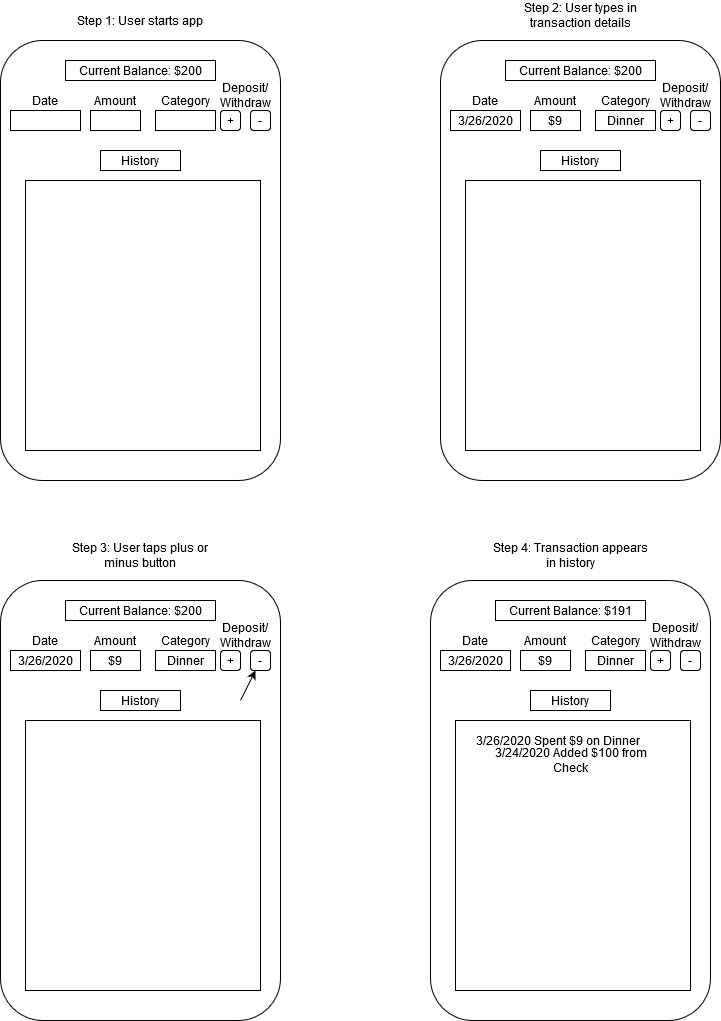 Step 1: User starts app
Current Balance: $200
Deposit/
Date Amount Category Withdraw
+ -
History
Step 2: User types in
transaction details
Current Balance: $200
Deposit/
Date Amount Category Withdraw
3/26/2020 $9 Dinner + -
History
Step 3: User taps plus or
minus button
Current Balance: $200
Deposit/
Date Amount Category Withdraw
3/26/2020 $9 Dinner + -
History
Step 4: Transaction appears
in history
Current Balance: $191
Deposit/
Date Amount Category Withdraw
3/26/2020 $9 Dinner + -
History
3/26/2020 Spent $9 on Dinner
3/24/2020 Added $100 from
Check